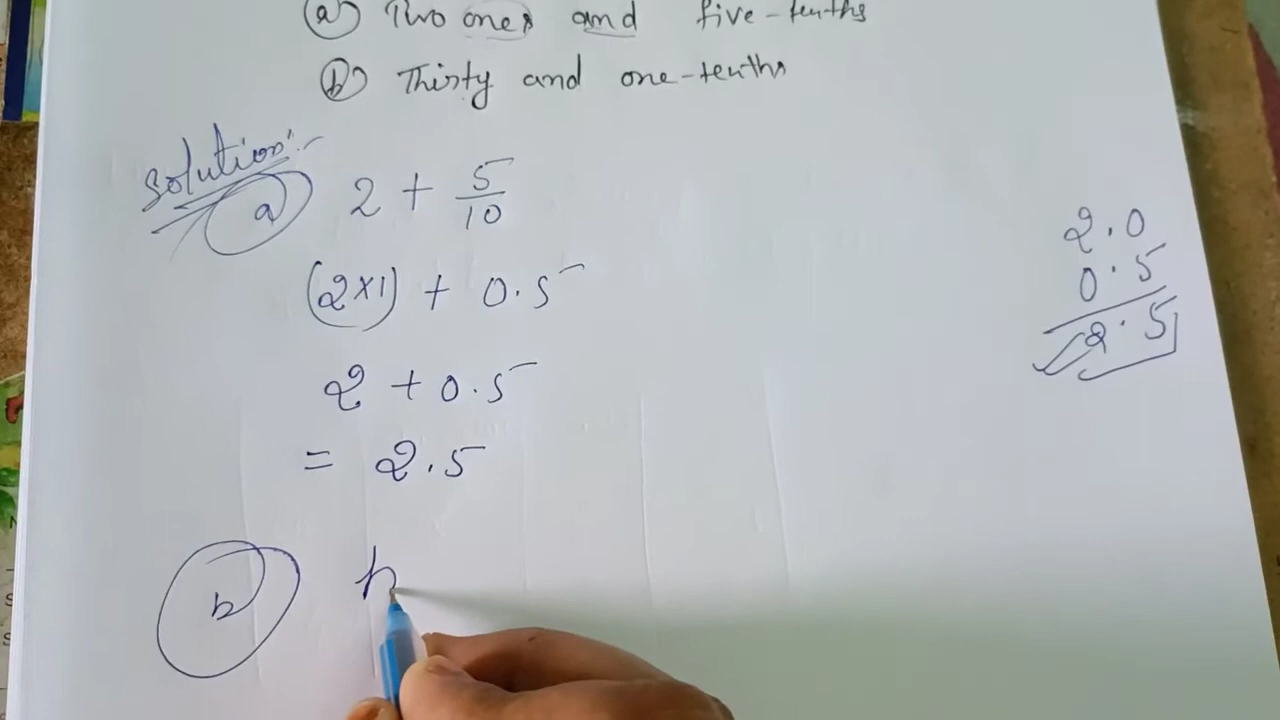 (a) Two ones and five-tenths
(b) Thirty and one-tenths
Solution:-
(a) 2 + 5/10
(2×1) + 0.5
2 + 0.5
= 2.5
2.0
0.5
2.5
(b)